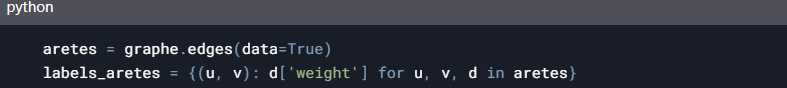 python
aretes = graphe.edges(data=True)
labels_aretes = {(u, v): d['weight'] for u, v, d in aretes}